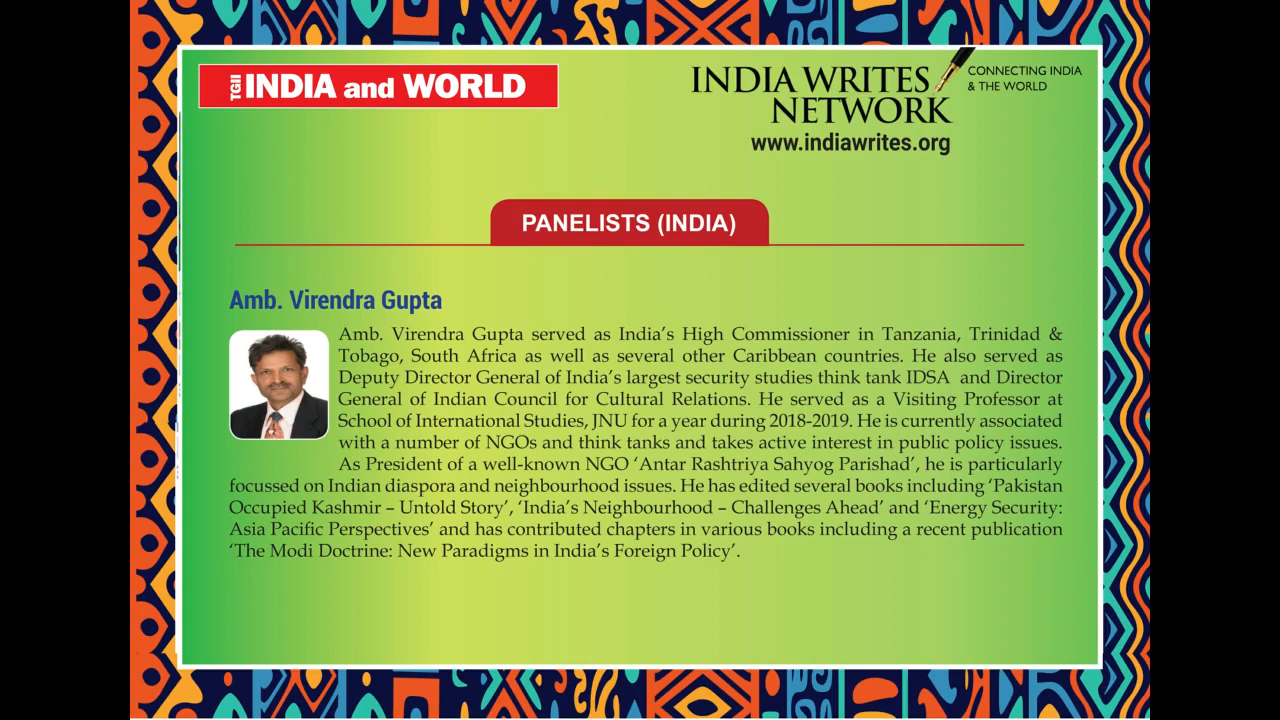 TGII INDIA and WORLD
INDIA WRITES
NETWORK
CONNECTING INDIA
& THE WORLD
www.indiawrites.org
PANELISTS (INDIA)
Amb. Virendra Gupta
Amb. Virendra Gupta served as India’s High Commissioner in Tanzania, Trinidad &
Tobago, South Africa as well as several other Caribbean countries. He also served as
Deputy Director General of India’s largest security studies think tank IDSA and Director
General of Indian Council for Cultural Relations. He served as a Visiting Professor at
School of International Studies, JNU for a year during 2018-2019. He is currently associated
with a number of NGOs and think tanks and takes active interest in public policy issues.
As President of a well-known NGO ‘Antar Rashtriya Sahyog Parishad’, he is particularly
focussed on Indian diaspora and neighbourhood issues. He has edited several books including ‘Pakistan
Occupied Kashmir – Untold Story’, ‘India’s Neighbourhood – Challenges Ahead’ and ‘Energy Security:
Asia Pacific Perspectives’ and has contributed chapters in various books including a recent publication
‘The Modi Doctrine: New Paradigms in India’s Foreign Policy’.